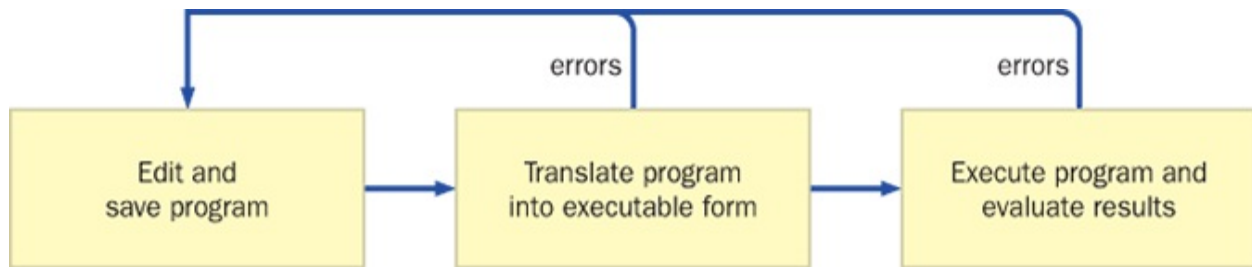 errors
errors
Edit and
save program
Translate program
into executable form
Execute program and
evaluate results